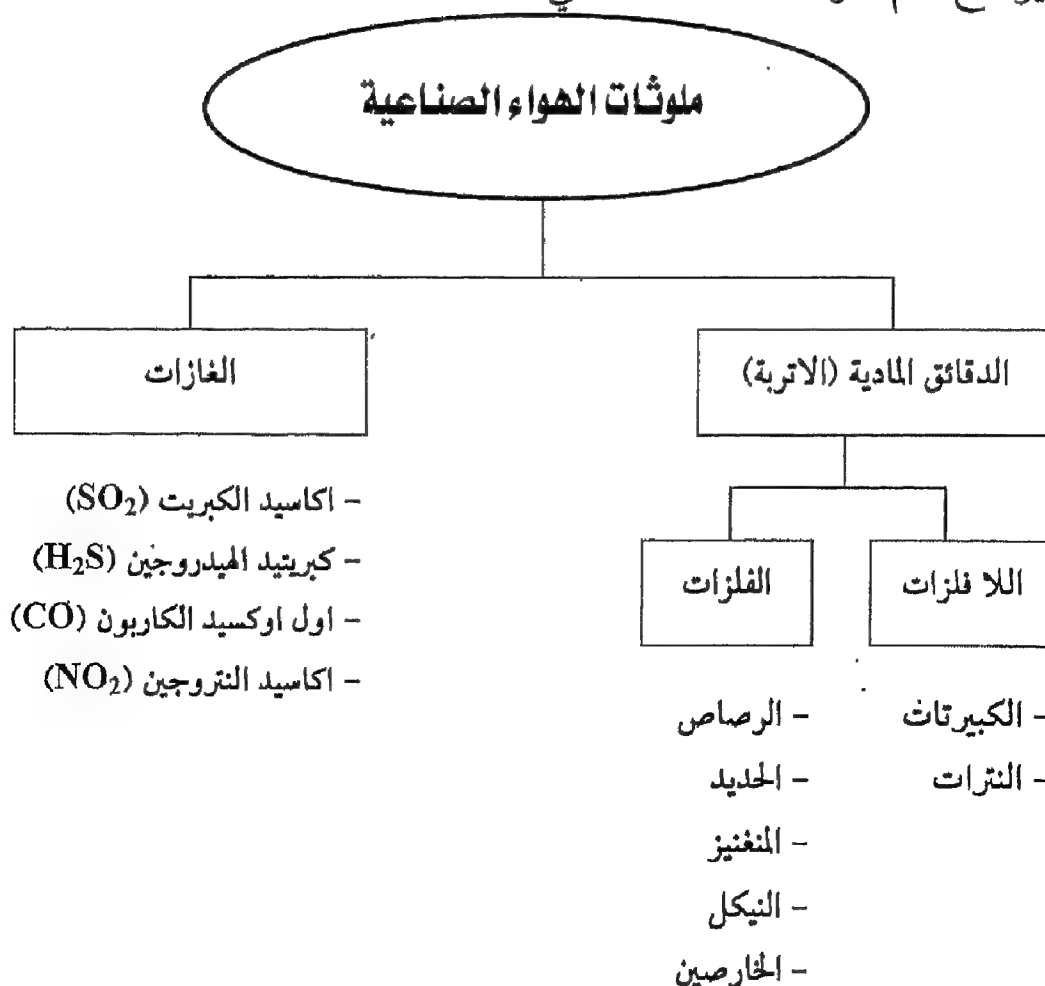 ملوثات الهواء الصناعية
الدقائق المادية (الاتربة)
الغازات
- اكاسيد الكبريت (SO₂)
- كبريتيد الهيدروجين (H₂S)
- اول اوكسيد الكاربون (CO)
- اكاسيد النتروجين (NO₂)
اللا فلزات
الفلزات
- الكبيرتات
- النترات
- الرصاص
- الحديد
- المنغنيز
- النيكل
- الخارصين